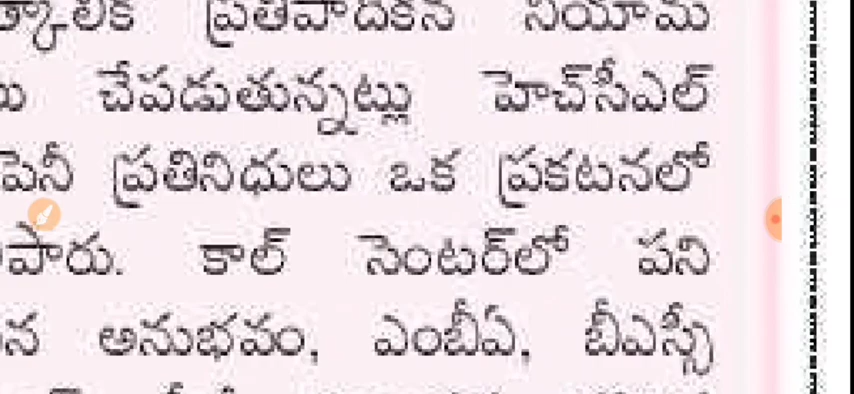 ప్రతిపాదికన నియామ
చేపడుతున్నట్లు హెచ్‌సీఎల్
ప్రతినిధులు ఒక ప్రకటనలో
కాల్ సెంటర్‌లో పని
న అనుభవం, ఎంబీఏ, బీఎస్సీ